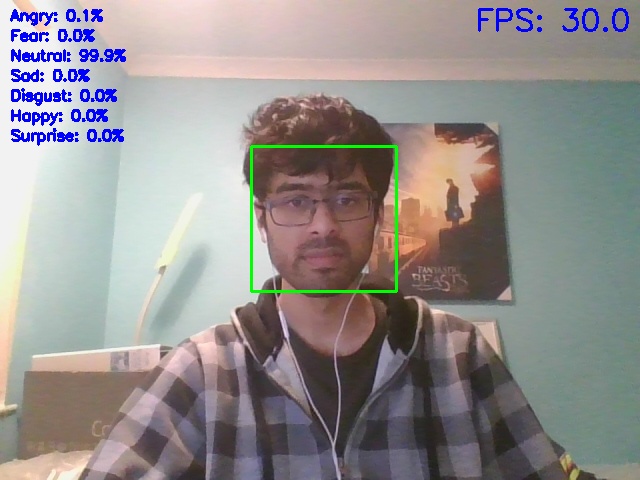 Angry: 0.1%
Fear: 0.0%
Neutral: 99.9%
Sad: 0.0%
Disgust: 0.0%
Happy: 0.0%
Surprise: 0.0%
FPS: 30.0
FANTASTIC
BEASTS